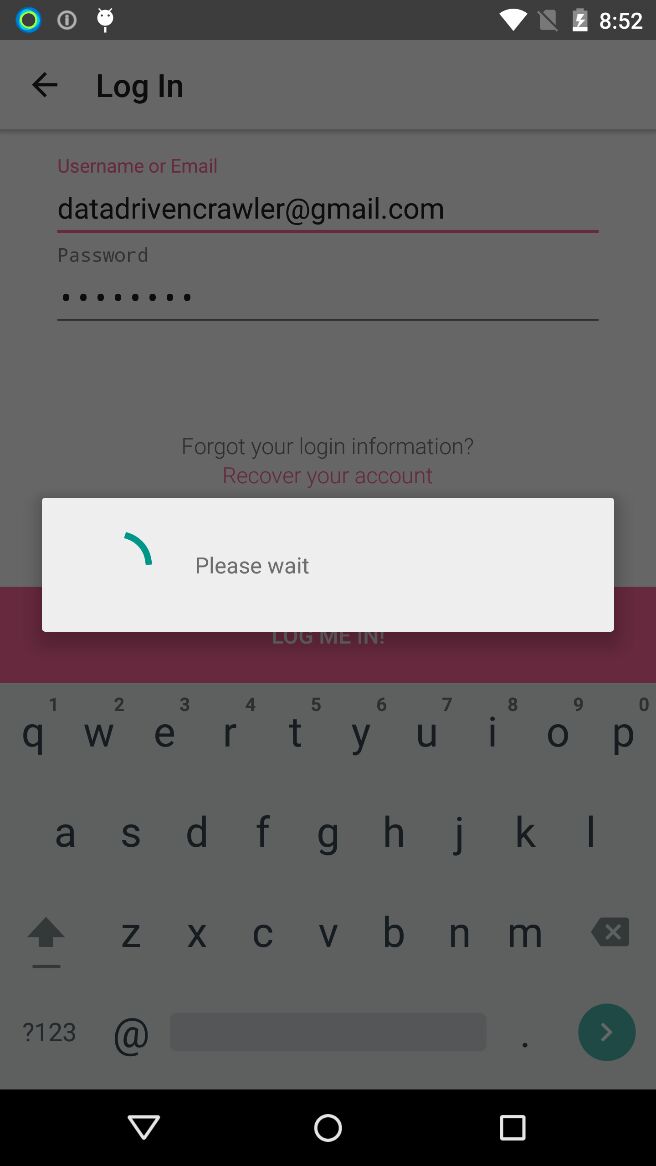 8:52
Log In
Username or Email
datadrivencrawler@gmail.com
Password
Forgot your login information?
Recover your account
Please wait
LOG ME IN!
1 2 3 4 5 6 7 8 9 0
q w e r t y u i o p
a s d f g h j k l
z x c v b n m
?123 @ .